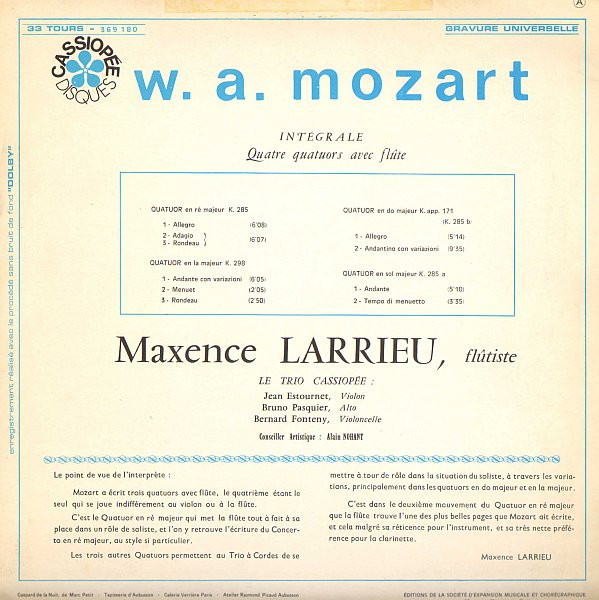 A
33 TOURS - 369180
GRAVURE UNIVERSELLE
CASSIOPÉE
DISQUES
w. a. mozart
INTÉGRALE
Quatre quatuors avec flûte
QUATUOR en ré majeur K. 285
1 - Allegro (6'08)
2 - Adagio
3 - Rondeau (6'07)
QUATUOR en la majeur K. 298
1 - Andante con variazioni (6'05)
2 - Menuet (2'05)
3 - Rondeau (2'50)
QUATUOR en do majeur K. app. 171
(K. 285 b)
1 - Allegro (5'14)
2 - Andantino con variazioni (9'35)
QUATUOR en sol majeur K. 285 a
1 - Andante (5'10)
2 - Tempo di menuetto (3'35)
enregistrement réalisé avec le procédé sans bruit de fond "DOLBY"
Maxence LARRIEU, flûtiste
LE TRIO CASSIOPÉE :
Jean Estournet, Violon
Bruno Pasquier, Alto
Bernard Fonteny, Violoncelle
Conseiller Artistique : Alain NOHANT
Le point de vue de l'interprète :
Mozart a écrit trois quatuors avec flûte, le quatrième étant le
seul qui se joue indifféremment au violon ou à la flûte.
C'est le Quatuor en ré majeur qui met la flûte tout à fait à sa
place dans un rôle de soliste, et l'on y retrouve l'écriture du Concer-
to en ré majeur, au style si particulier.
Les trois autres Quatuors permettent au Trio à Cordes de se
mettre à tour de rôle dans la situation du soliste, à travers les varia-
tions, principalement dans les quatuors en do majeur et en la majeur.
C'est dans le deuxième mouvement du Quatuor en ré majeur
que la flûte trouve l'une des plus belles pages que Mozart ait écrite,
et cela malgré sa réticence pour l'instrument, et sa très nette préfé-
rence pour la clarinette.
Maxence LARRIEU
Gaspard de la Nuit, de Marc Petit - Tapisserie d'Aubusson - Galerie Verrière Paris - Atelier Raymond Picaud Aubusson
ÉDITIONS DE LA SOCIÉTÉ D'EXPANSION MUSICALE ET CHORÉGRAPHIQUE